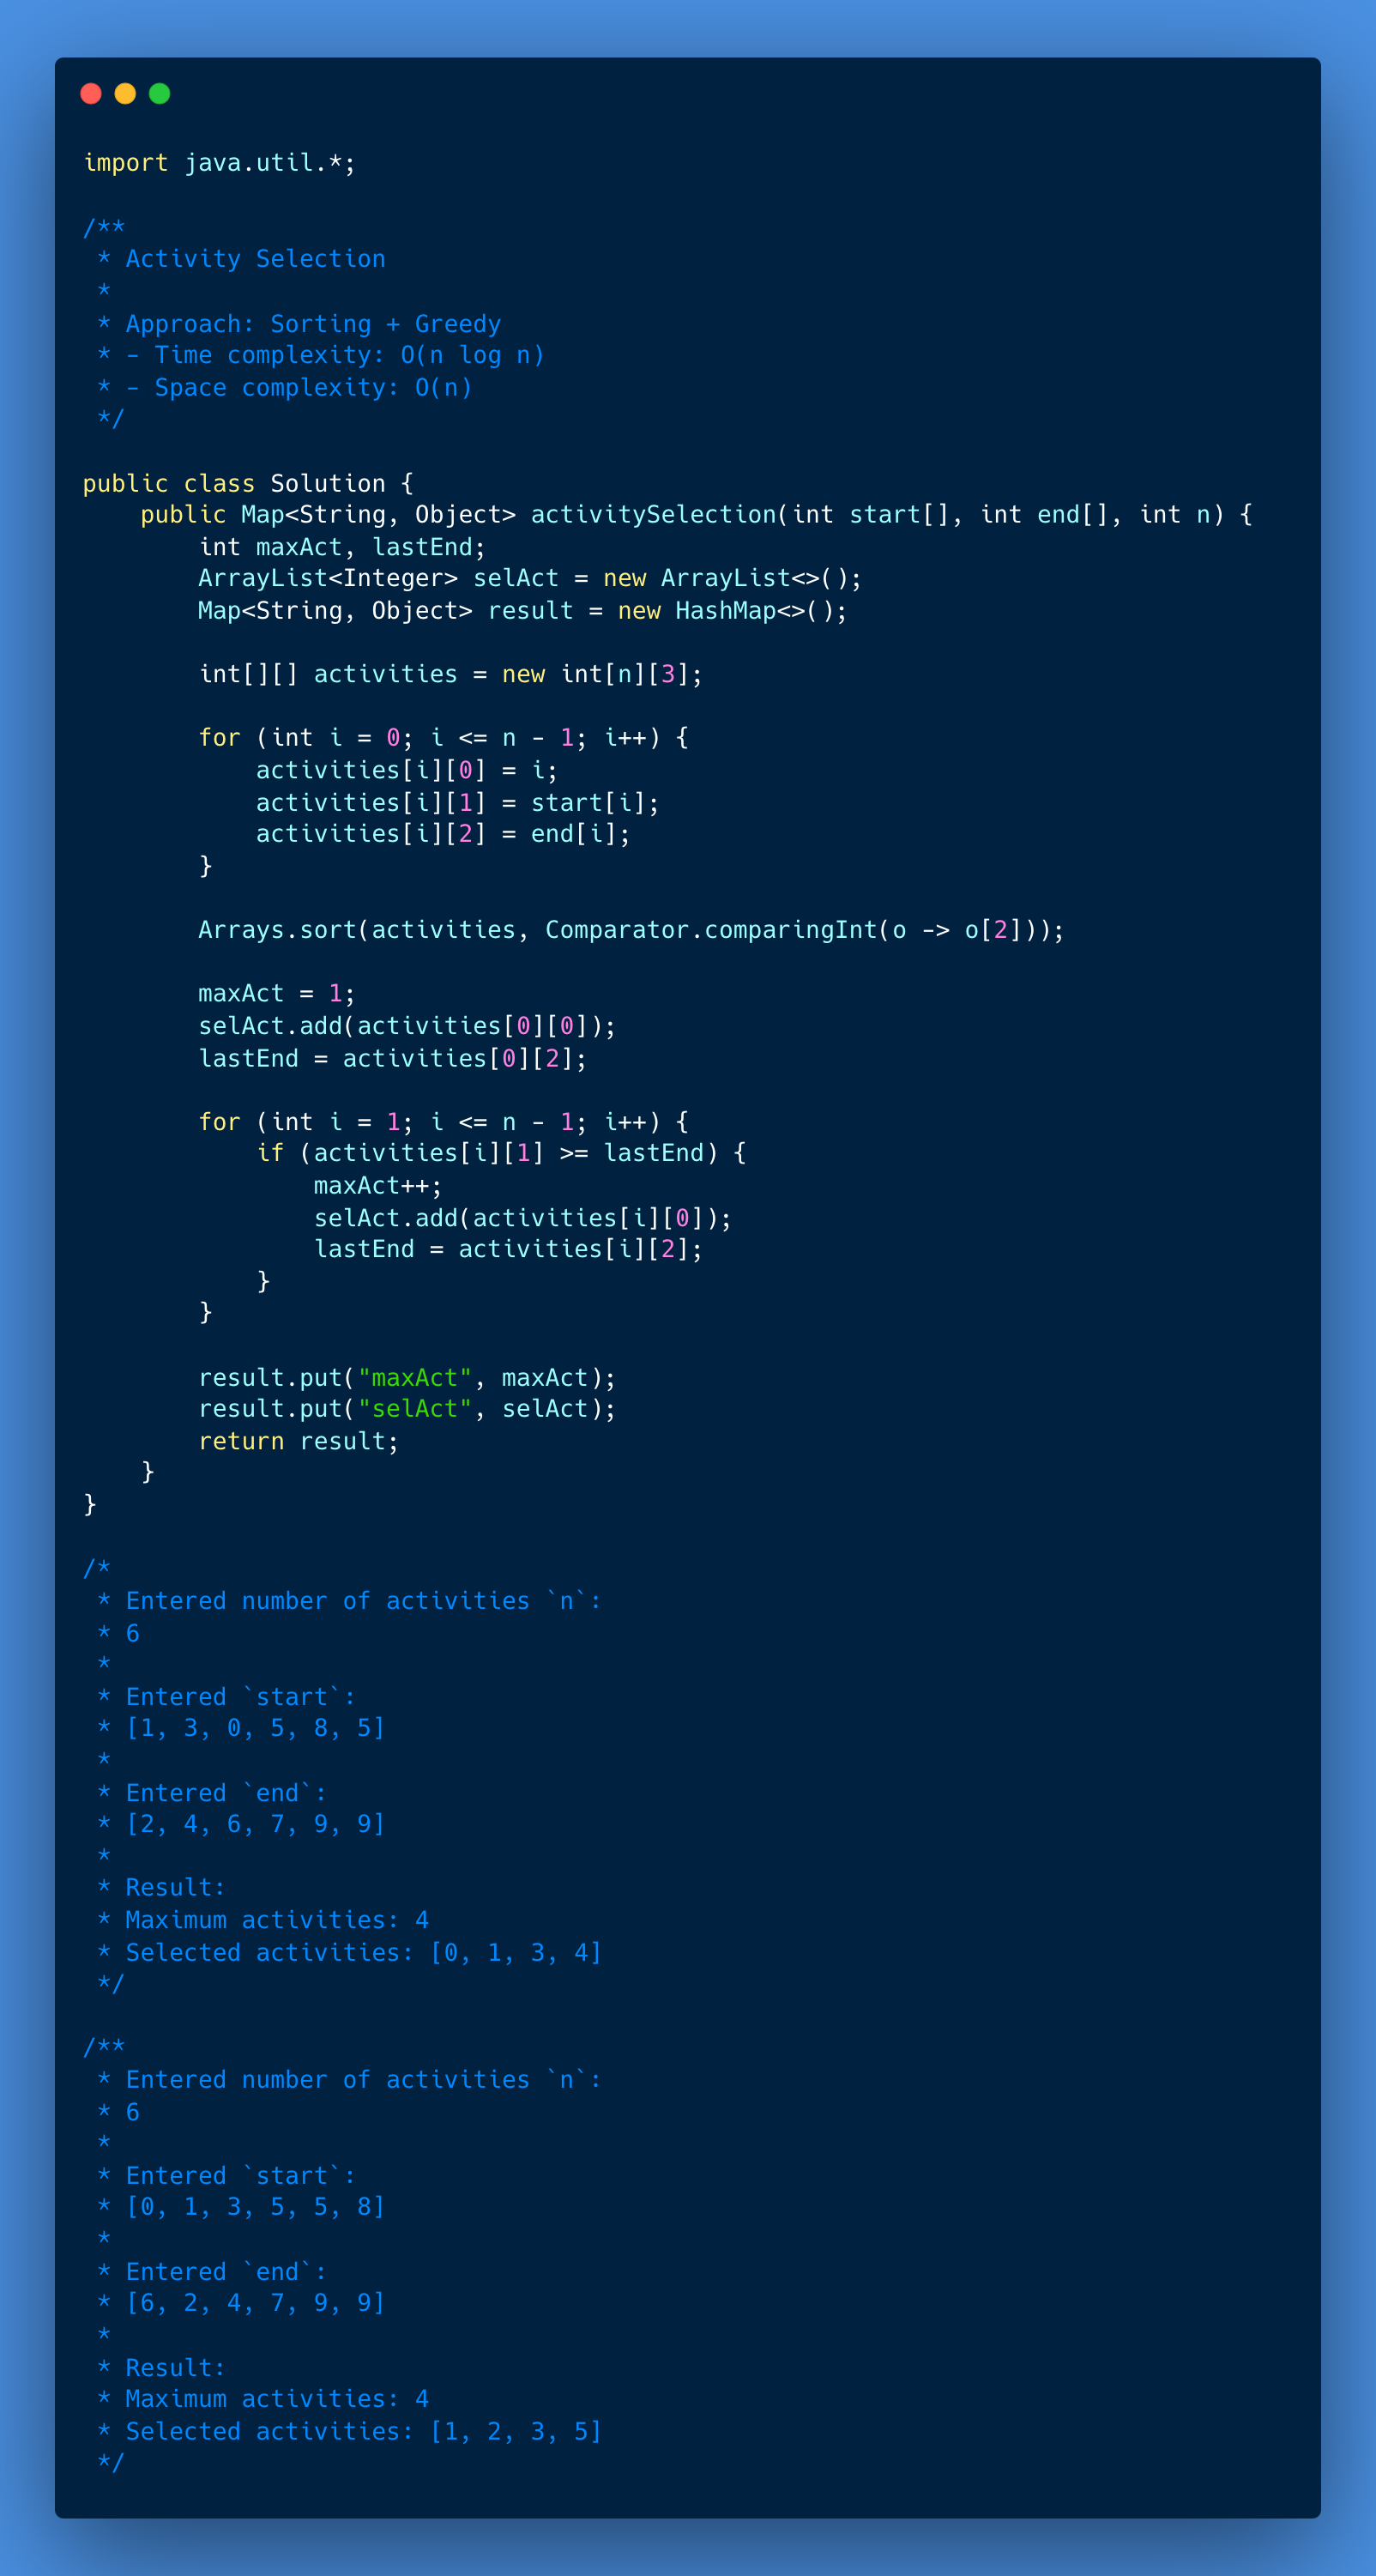 import java.util.*;

/**
 * Activity Selection
 *
 * Approach: Sorting + Greedy
 * - Time complexity: O(n log n)
 * - Space complexity: O(n)
 */

public class Solution {
    public Map<String, Object> activitySelection(int start[], int end[], int n) {
        int maxAct, lastEnd;
        ArrayList<Integer> selAct = new ArrayList<>();
        Map<String, Object> result = new HashMap<>();

        int[][] activities = new int[n][3];

        for (int i = 0; i <= n - 1; i++) {
            activities[i][0] = i;
            activities[i][1] = start[i];
            activities[i][2] = end[i];
        }

        Arrays.sort(activities, Comparator.comparingInt(o -> o[2]));

        maxAct = 1;
        selAct.add(activities[0][0]);
        lastEnd = activities[0][2];

        for (int i = 1; i <= n - 1; i++) {
            if (activities[i][1] >= lastEnd) {
                maxAct++;
                selAct.add(activities[i][0]);
                lastEnd = activities[i][2];
            }
        }

        result.put("maxAct", maxAct);
        result.put("selAct", selAct);
        return result;
    }
}

/*
 * Entered number of activities `n`:
 * 6
 *
 * Entered `start`:
 * [1, 3, 0, 5, 8, 5]
 *
 * Entered `end`:
 * [2, 4, 6, 7, 9, 9]
 *
 * Result:
 * Maximum activities: 4
 * Selected activities: [0, 1, 3, 4]
 */

/**
 * Entered number of activities `n`:
 * 6
 *
 * Entered `start`:
 * [0, 1, 3, 5, 5, 8]
 *
 * Entered `end`:
 * [6, 2, 4, 7, 9, 9]
 *
 * Result:
 * Maximum activities: 4
 * Selected activities: [1, 2, 3, 5]
 */